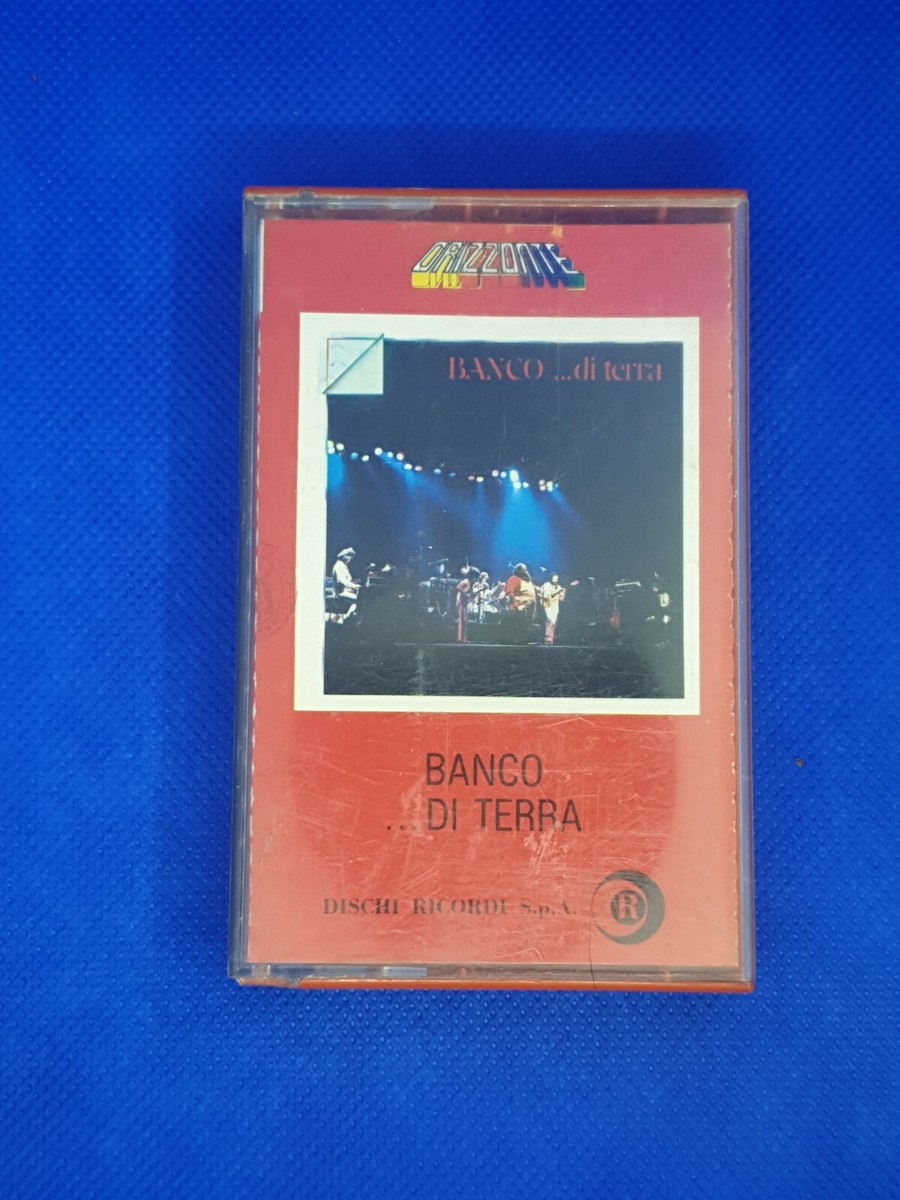 ORIZZONTE
BANCO ...di terra
BANCO
...DI TERRA
DISCHI RICORDI S.p.A.
R